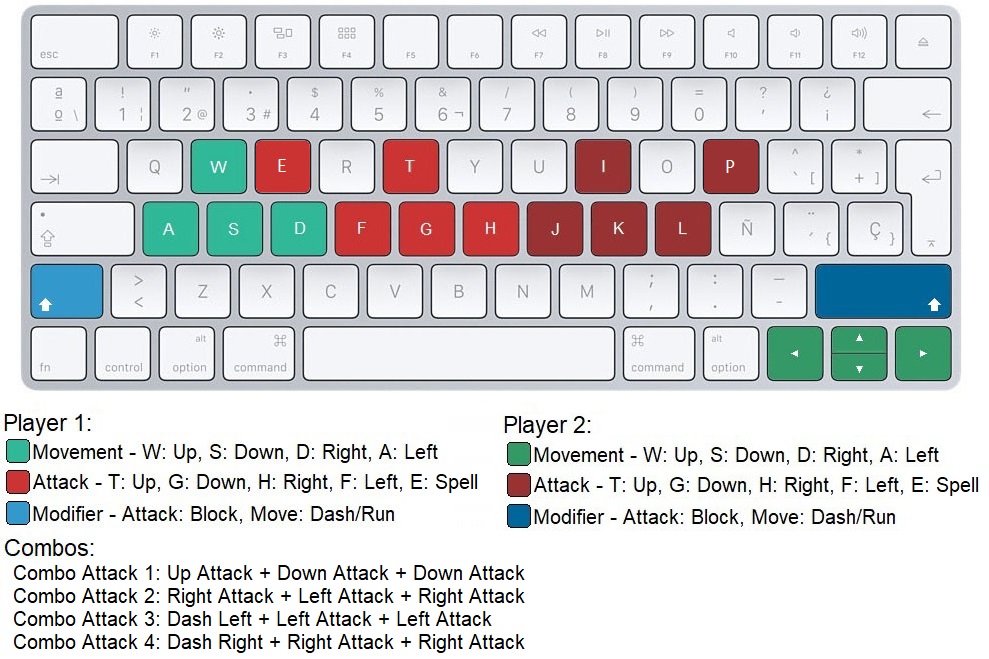 esc F1 F2 F3 F4 F5 F6 F7 F8 F9 F10 F11 F12
ª ! " · $ % & / ( ) = ? ¿
º \ 1 ¦ 2 @ 3 # 4 5 6 ¬ 7 8 9 0 ' ¡
Q W E R T Y U I O P ^ ` [ * + ]
A S D F G H J K L Ñ ¨ ´ { Ç }
> < Z X C V B N M ; , : . _ -
fn control alt option ⌘ command ⌘ command alt option
Player 1:
Movement - W: Up, S: Down, D: Right, A: Left
Attack - T: Up, G: Down, H: Right, F: Left, E: Spell
Modifier - Attack: Block, Move: Dash/Run
Player 2:
Movement - W: Up, S: Down, D: Right, A: Left
Attack - T: Up, G: Down, H: Right, F: Left, E: Spell
Modifier - Attack: Block, Move: Dash/Run
Combos:
Combo Attack 1: Up Attack + Down Attack + Down Attack
Combo Attack 2: Right Attack + Left Attack + Right Attack
Combo Attack 3: Dash Left + Left Attack + Left Attack
Combo Attack 4: Dash Right + Right Attack + Right Attack